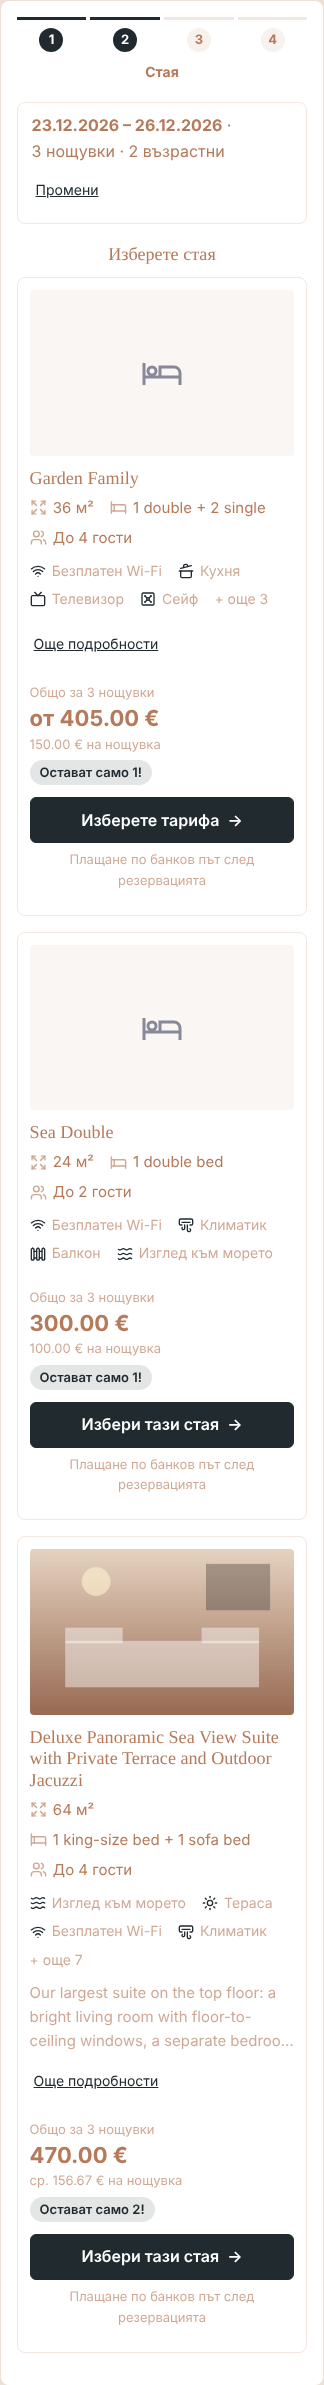 1
2
3
4
Стая
23.12.2026 – 26.12.2026 ·
3 нощувки · 2 възрастни
Промени
Изберете стая
Garden Family
36 м² 1 double + 2 single
До 4 гости
Безплатен Wi-Fi Кухня
Телевизор Сейф + още 3
Още подробности
Общо за 3 нощувки
от 405.00 €
150.00 € на нощувка
Остават само 1!
Изберете тарифа →
Плащане по банков път след
резервацията
Sea Double
24 м² 1 double bed
До 2 гости
Безплатен Wi-Fi Климатик
Балкон Изглед към морето
Общо за 3 нощувки
300.00 €
100.00 € на нощувка
Остават само 1!
Избери тази стая →
Плащане по банков път след
резервацията
Deluxe Panoramic Sea View Suite
with Private Terrace and Outdoor
Jacuzzi
64 м²
1 king-size bed + 1 sofa bed
До 4 гости
Изглед към морето Тераса
Безплатен Wi-Fi Климатик
+ още 7
Our largest suite on the top floor: a
bright living room with floor-to-
ceiling windows, a separate bedroo...
Още подробности
Общо за 3 нощувки
470.00 €
ср. 156.67 € на нощувка
Остават само 2!
Избери тази стая →
Плащане по банков път след
резервацията